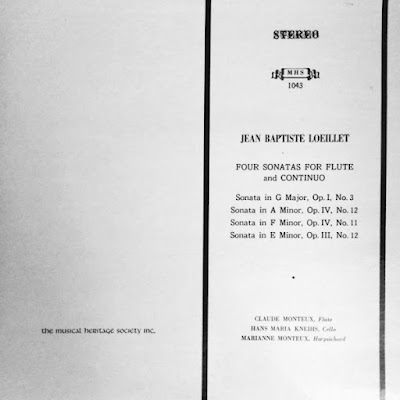 STEREO
MHS
1043
JEAN BAPTISTE LOEILLET
FOUR SONATAS FOR FLUTE
and CONTINUO
Sonata in G Major, Op. I, No. 3
Sonata in A Minor, Op. IV, No. 12
Sonata in F Minor, Op. IV, No. 11
Sonata in E Minor, Op. III, No. 12
CLAUDE MONTEUX, Flute
HANS MARIA KNEIHS, Cello
MARIANNE MONTEUX, Harpsichord
the musical heritage society inc.